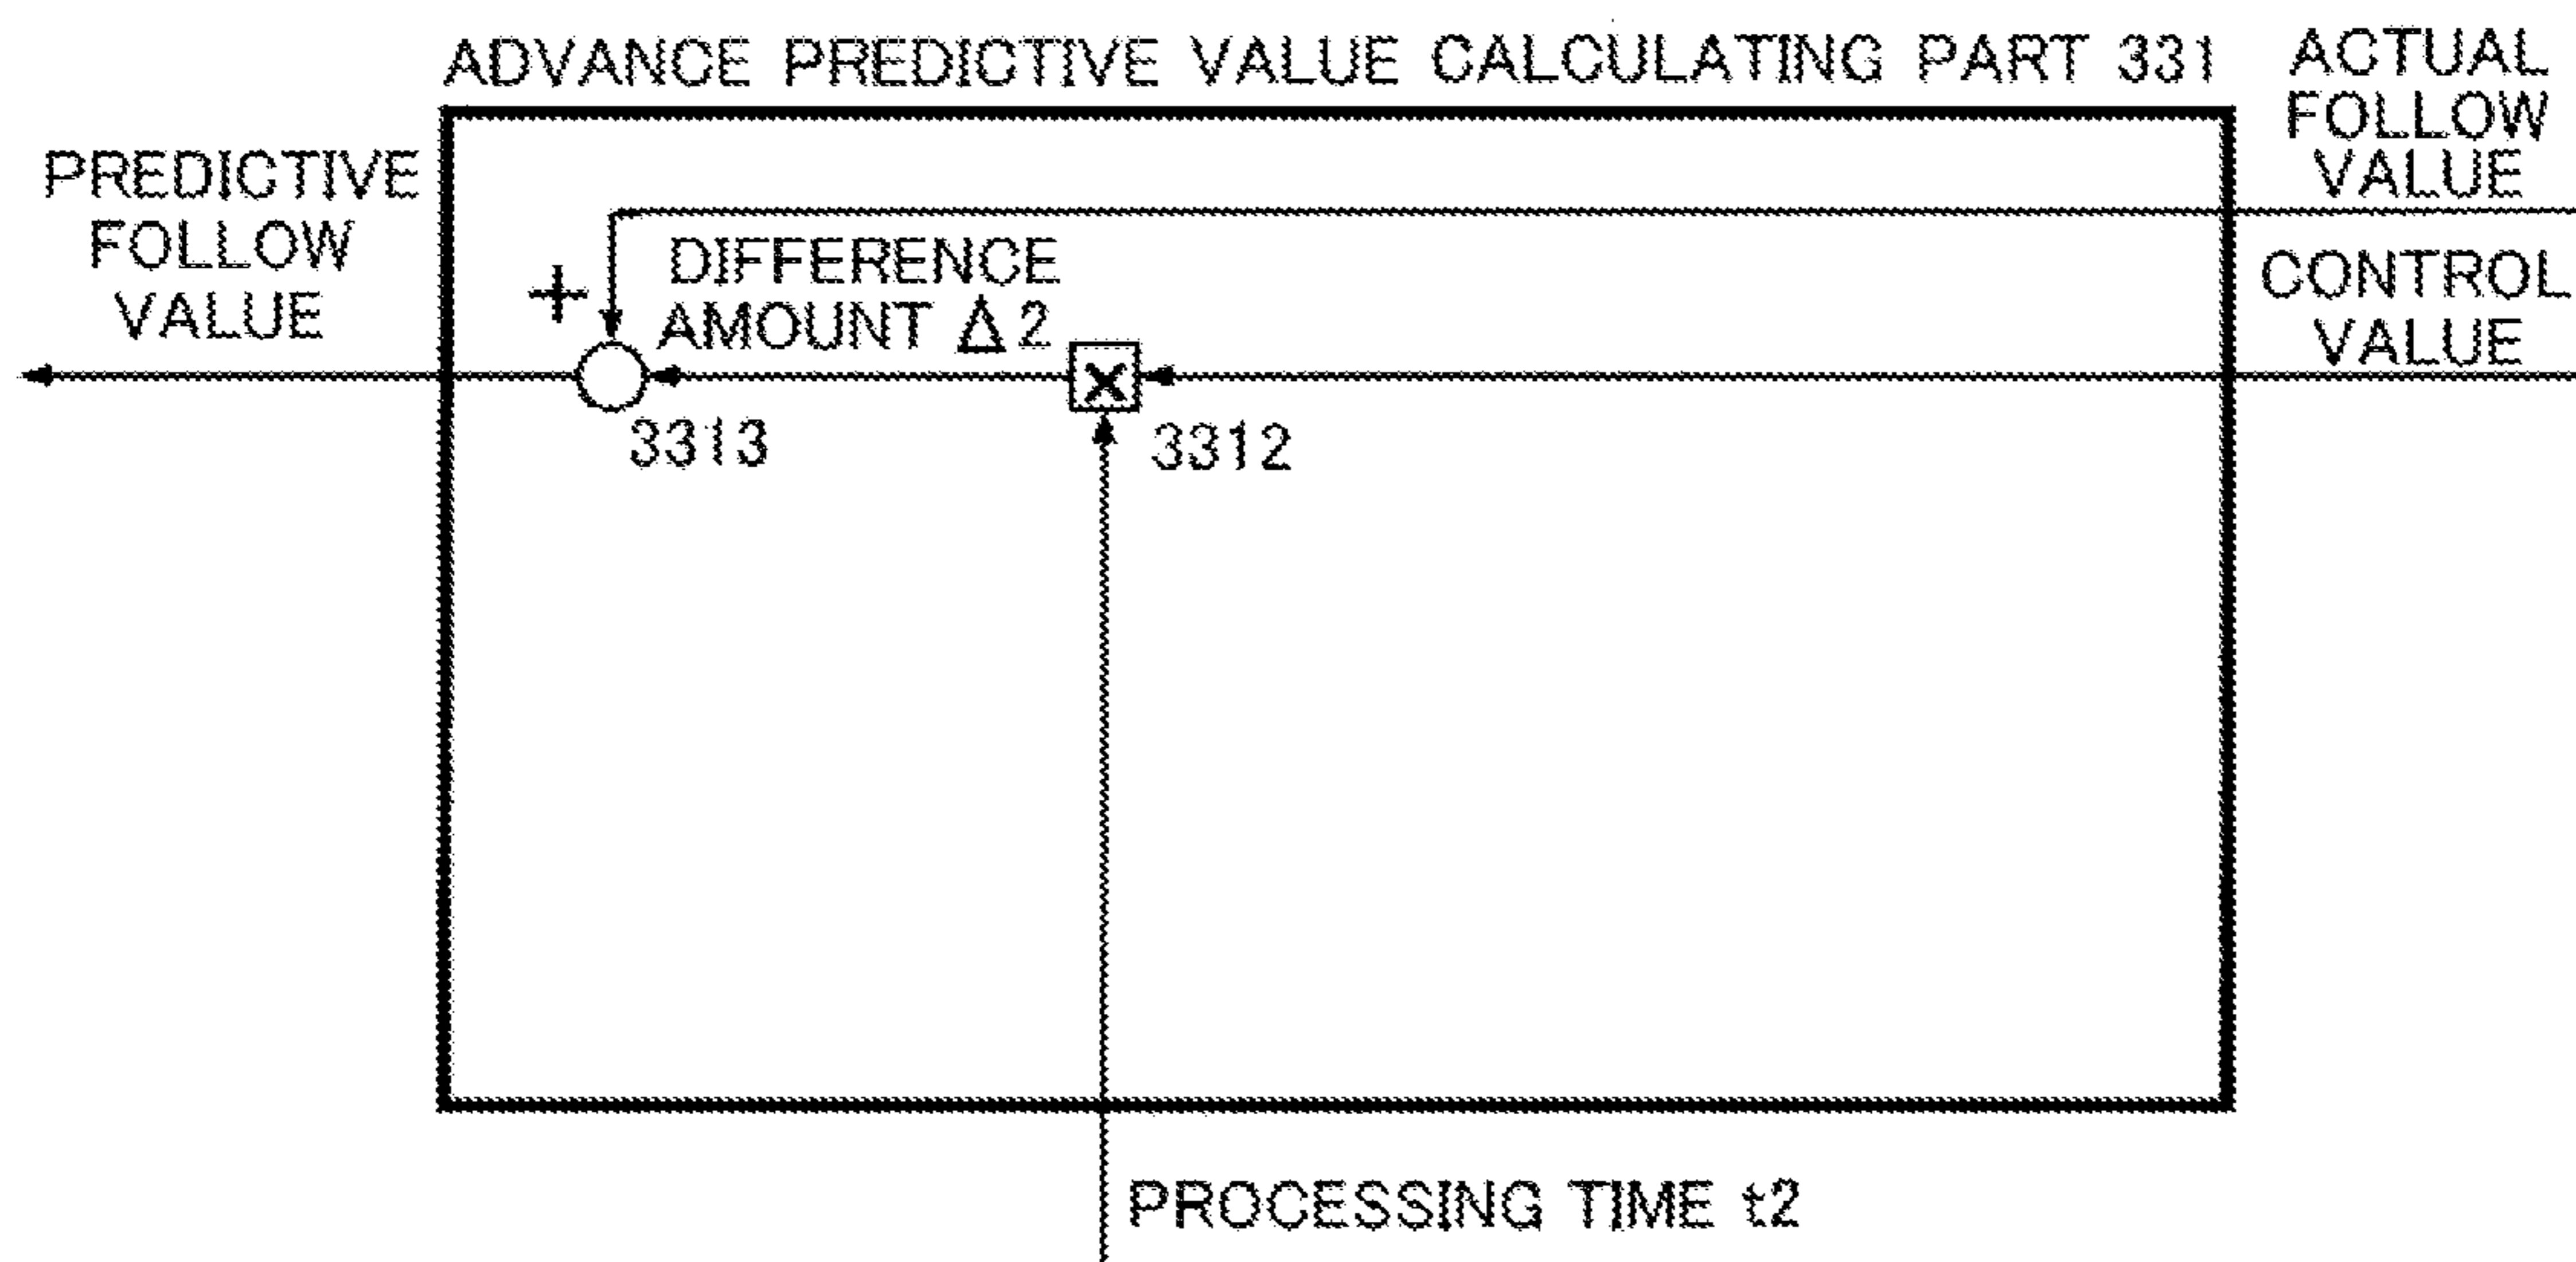 ADVANCE PREDICTIVE VALUE CALCULATING PART 331
ACTUAL
FOLLOW
VALUE
PREDICTIVE
FOLLOW
VALUE
CONTROL
VALUE
+
DIFFERENCE
AMOUNT Δ2
×
3313
3312
PROCESSING TIME t2